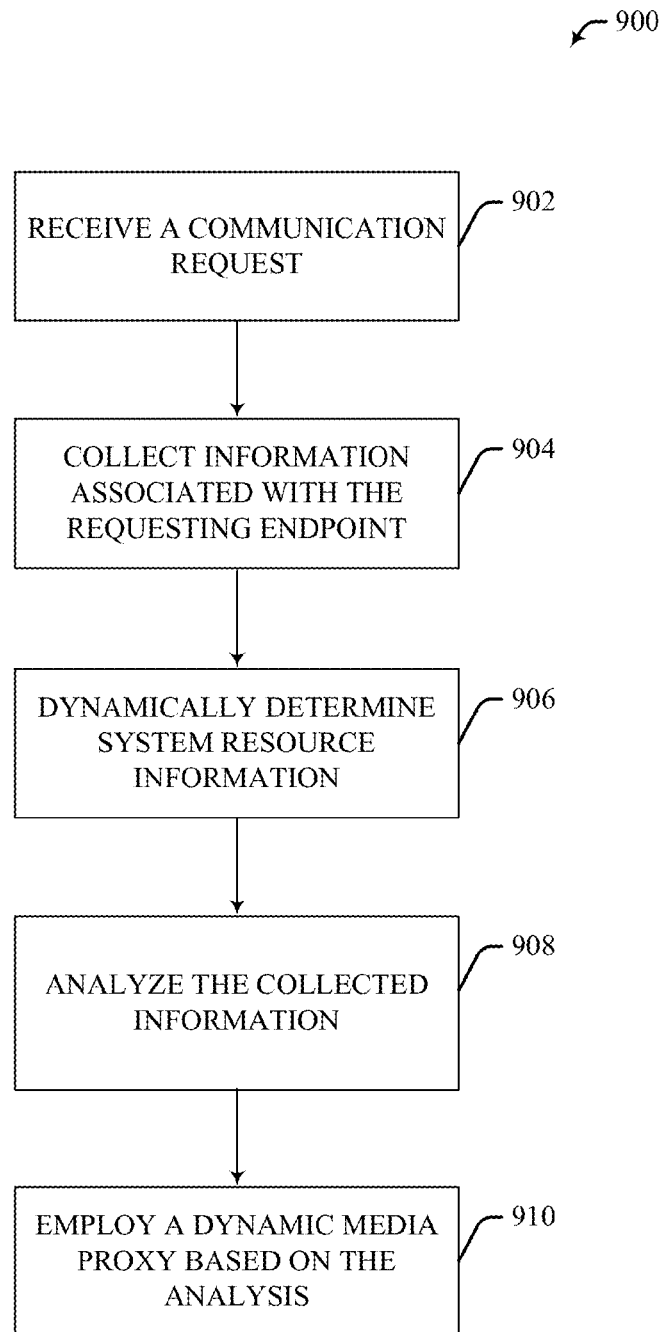 900
902
RECEIVE A COMMUNICATION
REQUEST
904
COLLECT INFORMATION
ASSOCIATED WITH THE
REQUESTING ENDPOINT
906
DYNAMICALLY DETERMINE
SYSTEM RESOURCE
INFORMATION
908
ANALYZE THE COLLECTED
INFORMATION
910
EMPLOY A DYNAMIC MEDIA
PROXY BASED ON THE
ANALYSIS